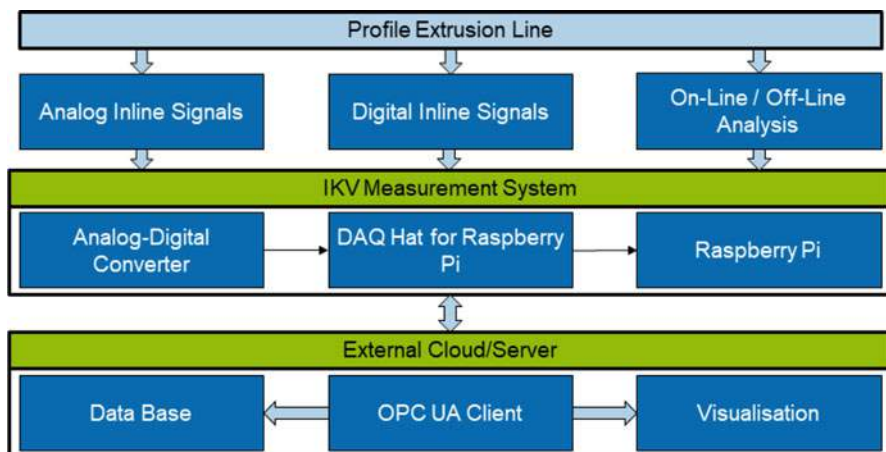 Profile Extrusion Line
Analog Inline Signals
Digital Inline Signals
On-Line / Off-Line
Analysis
IKV Measurement System
Analog-Digital
Converter
DAQ Hat for Raspberry
Pi
Raspberry Pi
External Cloud/Server
Data Base
OPC UA Client
Visualisation